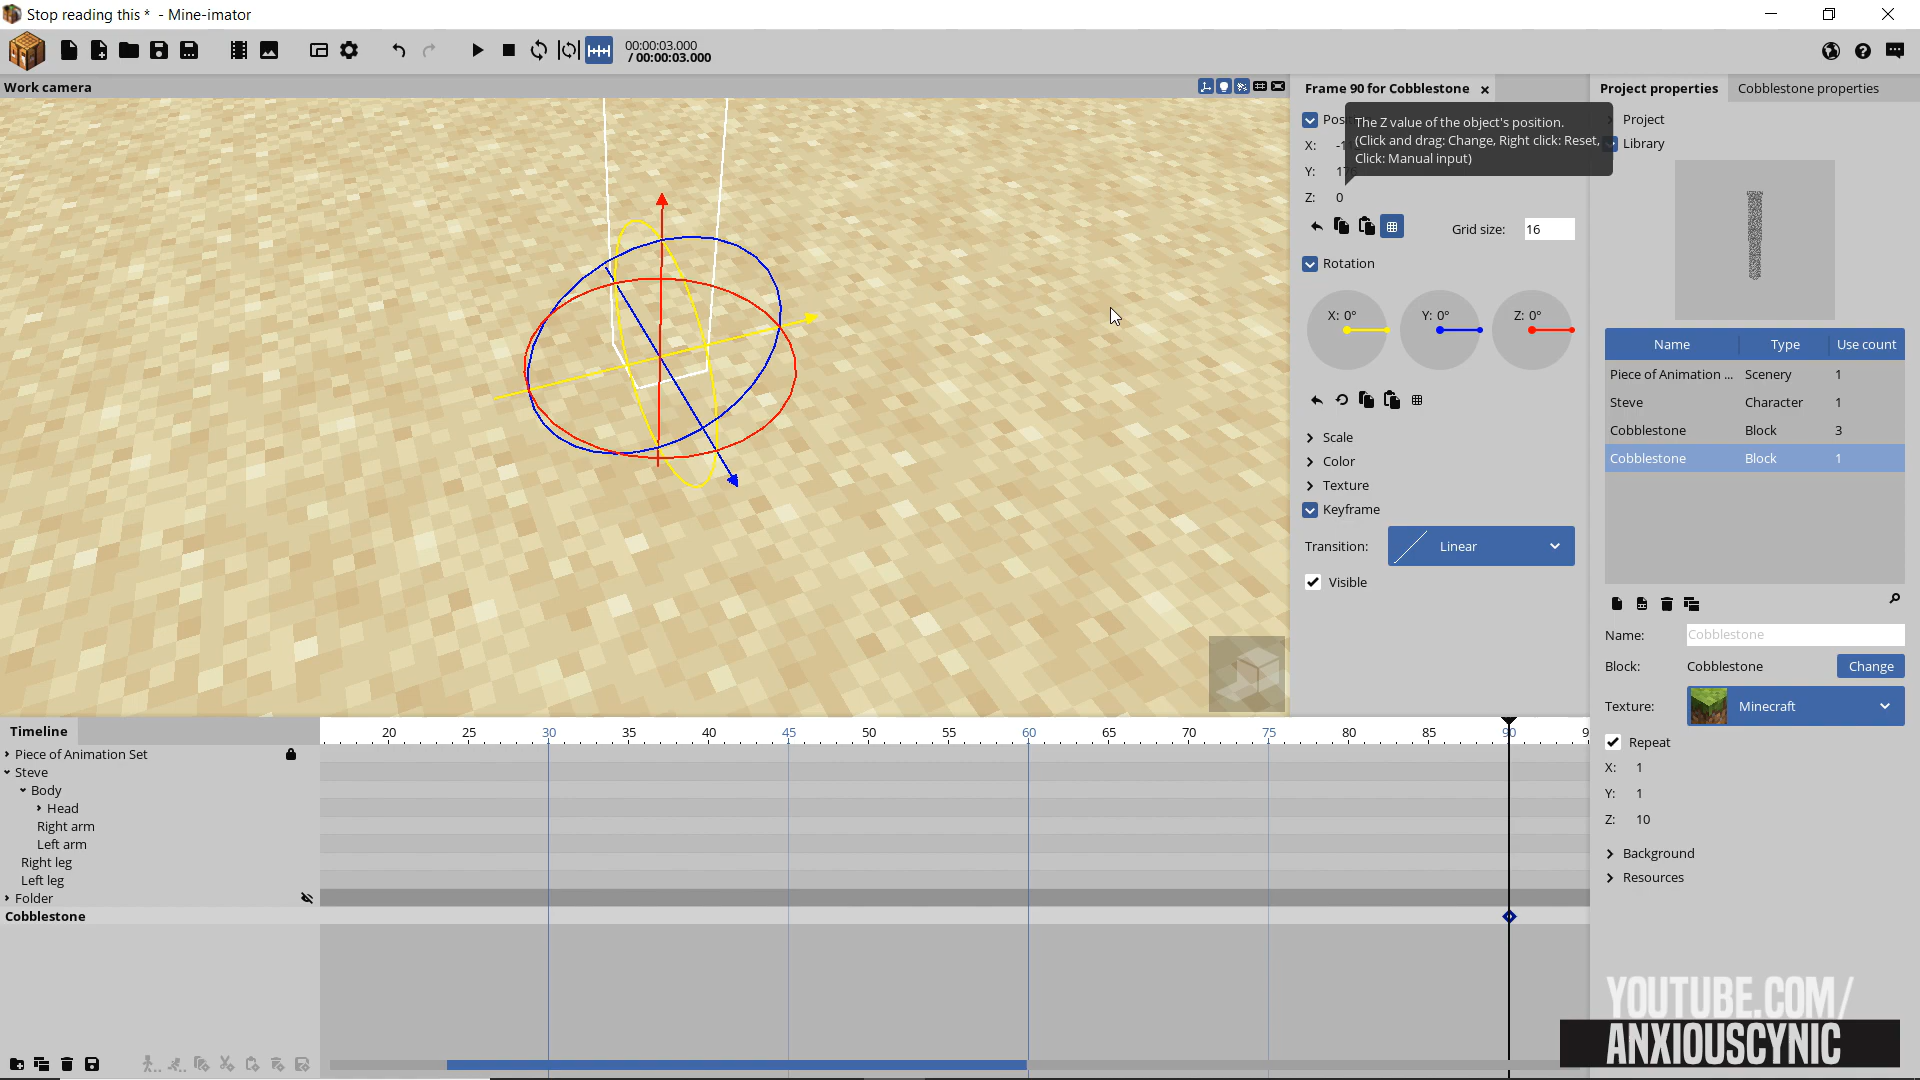 Stop reading this * - Mine-imator
00:00:03.000
/ 00:00:03.000
Work camera
Frame 90 for Cobblestone
Project properties
Cobblestone properties
The Z value of the object's position.
(Click and drag: Change, Right click: Reset,
Click: Manual input)
X:
Y:
Z: 0
Grid size: 16
Rotation
X: 0°
Y: 0°
Z: 0°
Scale
Color
Texture
Keyframe
Transition: Linear
Visible
Project
Library
Name Type Use count
Piece of Animation ... Scenery 1
Steve Character 1
Cobblestone Block 3
Cobblestone Block 1
Name: Cobblestone
Block: Cobblestone Change
Texture: Minecraft
Repeat
X: 1
Y: 1
Z: 10
Background
Resources
Timeline
20 25 30 35 40 45 50 55 60 65 70 75 80 85 90
Piece of Animation Set
Steve
Body
Head
Right arm
Left arm
Right leg
Left leg
Folder
Cobblestone
YOUTUBE.COM/
ANXIOUSCYNIC